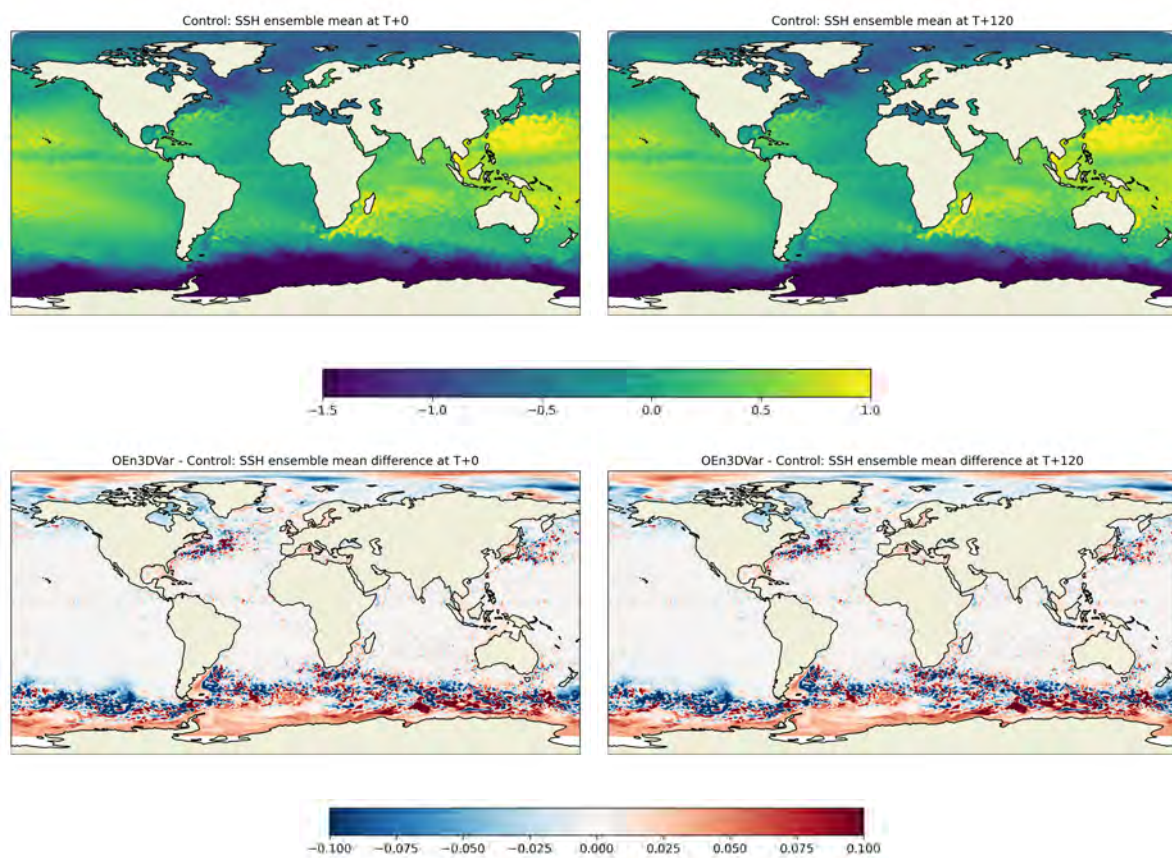 Control: SSH ensemble mean at T+0
Control: SSH ensemble mean at T+120
−1.5 −1.0 −0.5 0.0 0.5 1.0
OEn3DVar - Control: SSH ensemble mean difference at T+0
OEn3DVar - Control: SSH ensemble mean difference at T+120
−0.100 −0.075 −0.050 −0.025 0.000 0.025 0.050 0.075 0.100